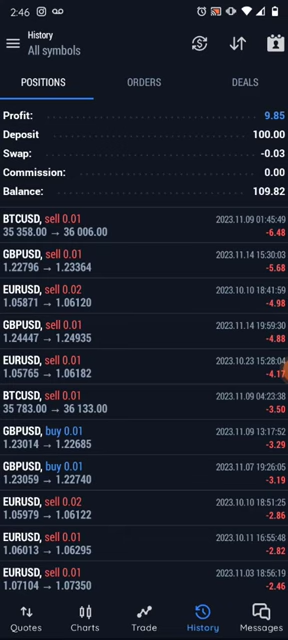 2:46
History
All symbols
POSITIONS ORDERS DEALS
Profit: 9.85
Deposit 100.00
Swap: -0.03
Commission: 0.00
Balance: 109.82
BTCUSD, sell 0.01 2023.11.09 01:45:49
35 358.00 → 36 006.00 -6.48
GBPUSD, sell 0.01 2023.11.14 15:30:03
1.22796 → 1.23364 -5.68
EURUSD, sell 0.02 2023.10.10 18:41:59
1.05871 → 1.06120 -4.98
GBPUSD, sell 0.01 2023.11.14 19:59:30
1.24447 → 1.24935 -4.88
EURUSD, sell 0.01 2023.10.23 15:28:04
1.05765 → 1.06182 -4.17
BTCUSD, sell 0.01 2023.11.09 04:23:38
35 783.00 → 36 133.00 -3.50
GBPUSD, buy 0.01 2023.11.09 13:17:52
1.23014 → 1.22685 -3.29
GBPUSD, buy 0.01 2023.11.07 19:26:05
1.23059 → 1.22740 -3.19
EURUSD, sell 0.02 2023.10.10 18:51:25
1.05979 → 1.06122 -2.86
EURUSD, sell 0.01 2023.10.11 16:55:48
1.06013 → 1.06295 -2.82
EURUSD, sell 0.01 2023.11.03 18:56:19
1.07104 → 1.07350 -2.46
Quotes Charts Trade History Messages